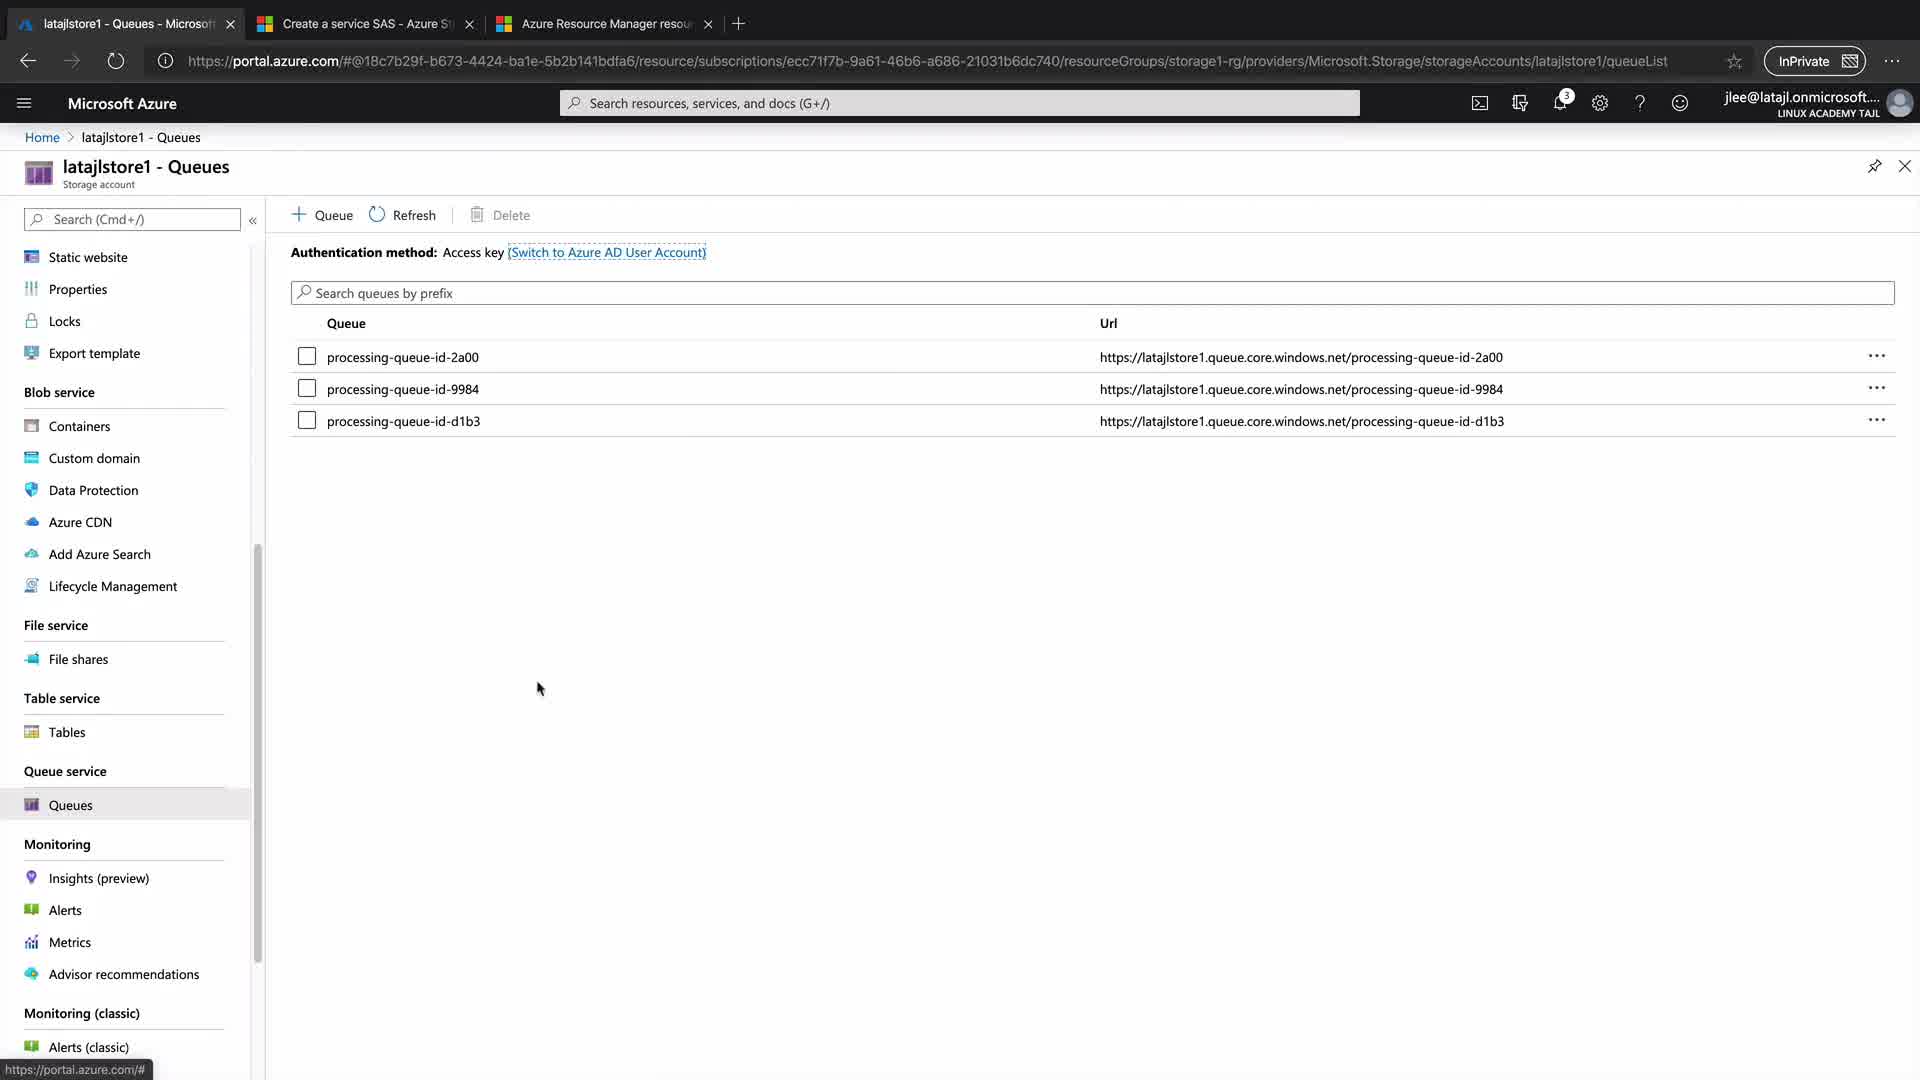 latajlstore1 - Queues - Microsoft
Create a service SAS - Azure St
Azure Resource Manager resou
https://portal.azure.com/#@18c7b29f-b673-4424-ba1e-5b2b141bdfa6/resource/subscriptions/ecc71f7b-9a61-46b6-a686-21031b6dc740/resourceGroups/storage1-rg/providers/Microsoft.Storage/storageAccounts/latajlstore1/queueList
InPrivate
Microsoft Azure
Search resources, services, and docs (G+/)
3
jlee@latajl.onmicrosoft....
LINUX ACADEMY TAJL
Home > latajlstore1 - Queues
latajlstore1 - Queues
Storage account
Search (Cmd+/)
«
Static website
Properties
Locks
Export template
Blob service
Containers
Custom domain
Data Protection
Azure CDN
Add Azure Search
Lifecycle Management
File service
File shares
Table service
Tables
Queue service
Queues
Monitoring
Insights (preview)
Alerts
Metrics
Advisor recommendations
Monitoring (classic)
Alerts (classic)
https://portal.azure.com/#
Queue
Refresh
Delete
Authentication method: Access key (Switch to Azure AD User Account)
Search queues by prefix
Queue Url
processing-queue-id-2a00 https://latajlstore1.queue.core.windows.net/processing-queue-id-2a00
processing-queue-id-9984 https://latajlstore1.queue.core.windows.net/processing-queue-id-9984
processing-queue-id-d1b3 https://latajlstore1.queue.core.windows.net/processing-queue-id-d1b3